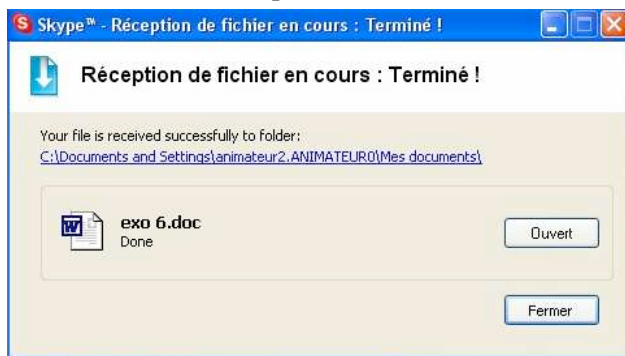 Skype™ - Réception de fichier en cours : Terminé !
Réception de fichier en cours : Terminé !
Your file is received successfully to folder:
C:\Documents and Settings\animateur2.ANIMATEUR0\Mes documents\
exo 6.doc
Done
Ouvert
Fermer